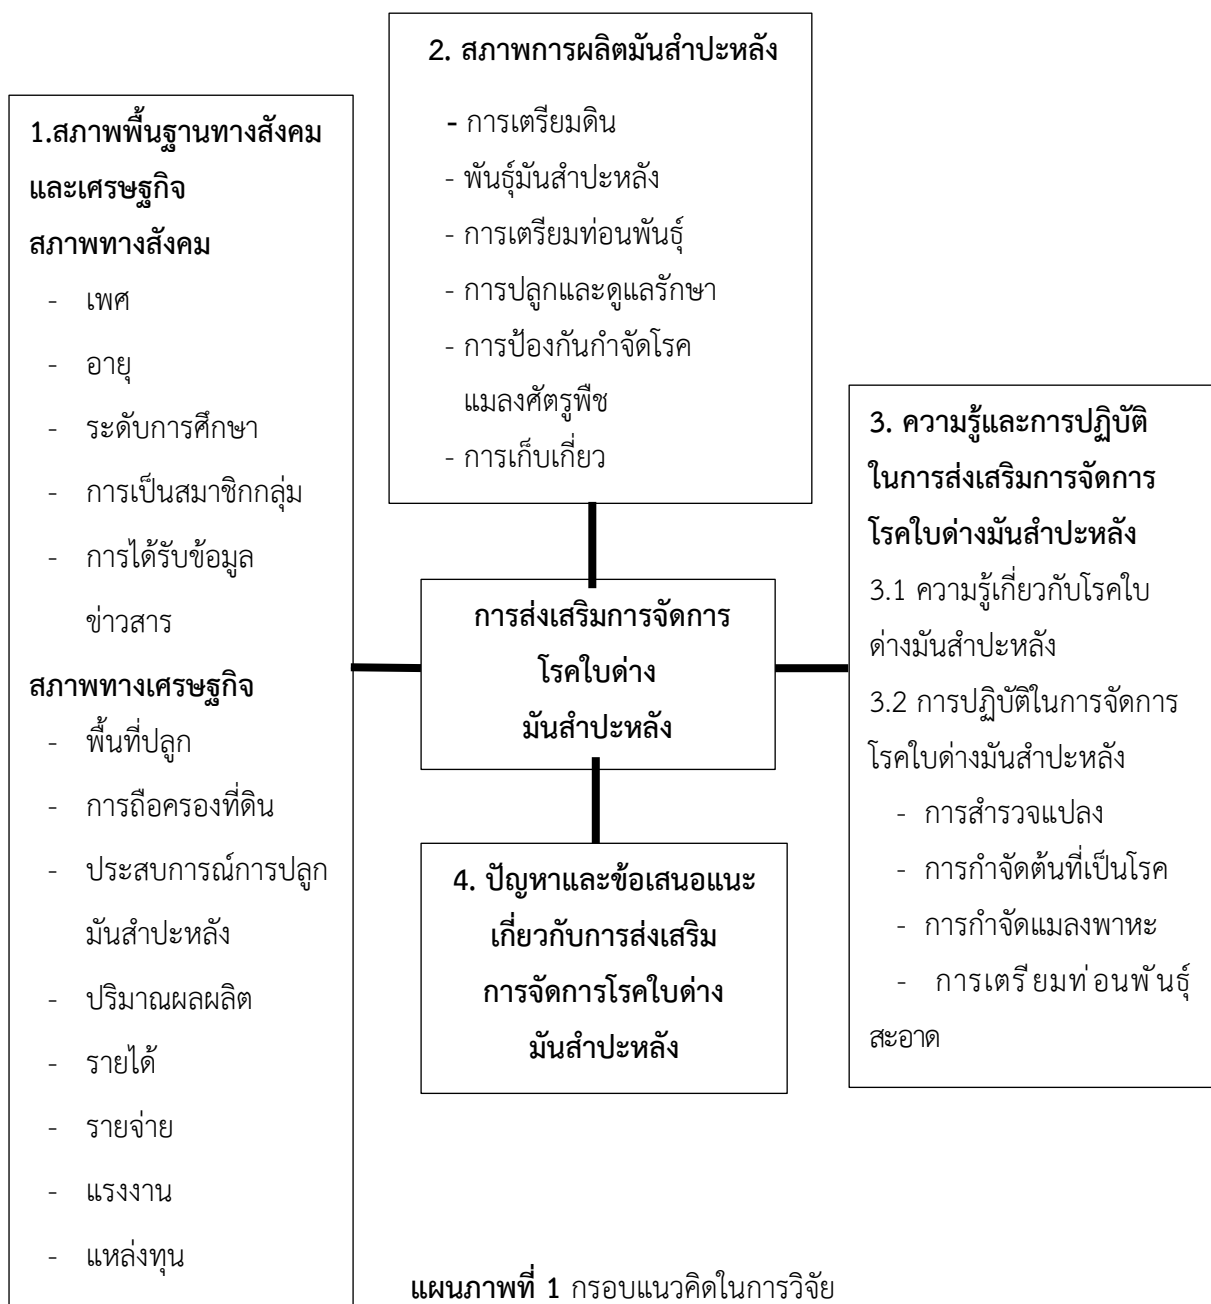 2. สภาพการผลิตมันสำปะหลัง
- การเตรียมดิน
- พันธุ์มันสำปะหลัง
- การเตรียมท่อนพันธุ์
- การปลูกและดูแลรักษา
- การป้องกันกำจัดโรค
แมลงศัตรูพืช
- การเก็บเกี่ยว
1.สภาพพื้นฐานทางสังคม
และเศรษฐกิจ
สภาพทางสังคม
- เพศ
- อายุ
- ระดับการศึกษา
- การเป็นสมาชิกกลุ่ม
- การได้รับข้อมูล
ข่าวสาร
สภาพทางเศรษฐกิจ
- พื้นที่ปลูก
- การถือครองที่ดิน
- ประสบการณ์การปลูก
มันสำปะหลัง
- ปริมาณผลผลิต
- รายได้
- รายจ่าย
- แรงงาน
- แหล่งทุน
การส่งเสริมการจัดการ
โรคใบด่าง
มันสำปะหลัง
3. ความรู้และการปฏิบัติ
ในการส่งเสริมการจัดการ
โรคใบด่างมันสำปะหลัง
3.1 ความรู้เกี่ยวกับโรคใบ
ด่างมันสำปะหลัง
3.2 การปฏิบัติในการจัดการ
โรคใบด่างมันสำปะหลัง
- การสำรวจแปลง
- การกำจัดต้นที่เป็นโรค
- การกำจัดแมลงพาหะ
- การเตรียมท่อนพันธุ์
สะอาด
4. ปัญหาและข้อเสนอแนะ
เกี่ยวกับการส่งเสริม
การจัดการโรคใบด่าง
มันสำปะหลัง
แผนภาพที่ 1 กรอบแนวคิดในการวิจัย